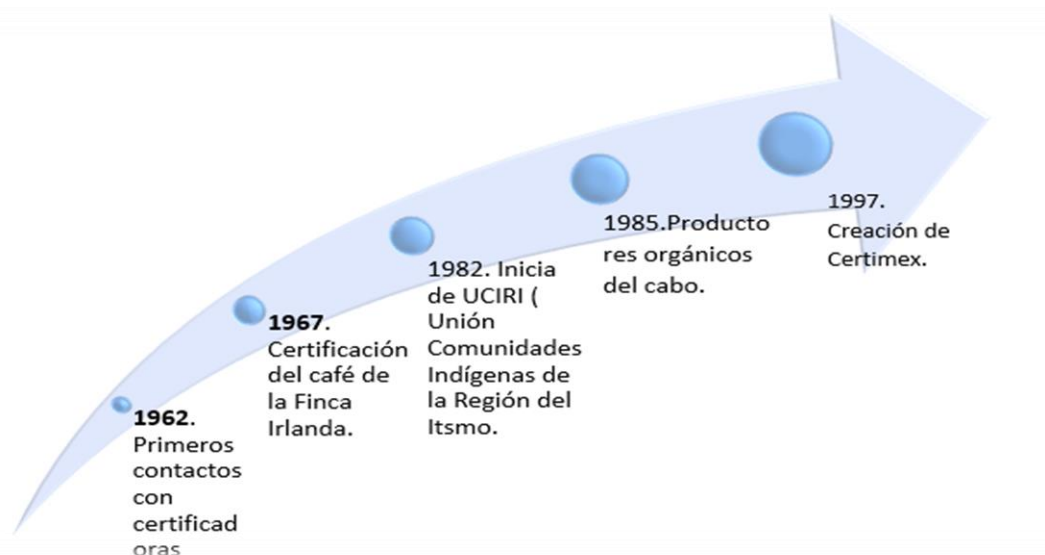 1962.
Primeros
contactos
con
certificad
oras
1967.
Certificación
del café de
la Finca
Irlanda.
1982. Inicia
de UCIRI (
Unión
Comunidades
Indígenas de
la Región del
Itsmo.
1985.Producto
res orgánicos
del cabo.
1997.
Creación de
Certimex.